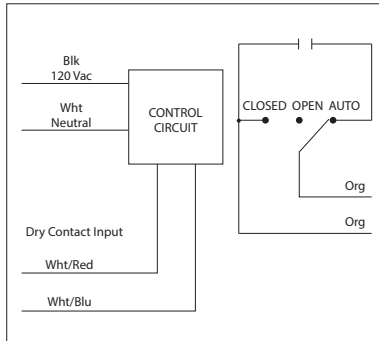 Blk
120 Vac
Wht
Neutral
CONTROL
CIRCUIT
Dry Contact Input
Wht/Red
Wht/Blu
CLOSED OPEN AUTO
Org
Org